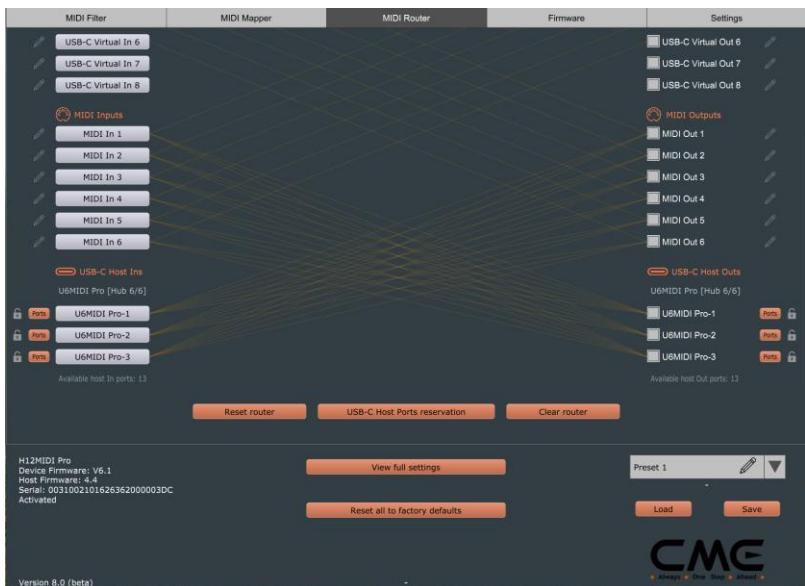 MIDI Filter MIDI Mapper MIDI Router Firmware Settings
USB-C Virtual In 6 USB-C Virtual Out 6
USB-C Virtual In 7 USB-C Virtual Out 7
USB-C Virtual In 8 USB-C Virtual Out 8
MIDI Inputs MIDI Outputs
MIDI In 1 MIDI Out 1
MIDI In 2 MIDI Out 2
MIDI In 3 MIDI Out 3
MIDI In 4 MIDI Out 4
MIDI In 5 MIDI Out 5
MIDI In 6 MIDI Out 6
USB-C Host Ins USB-C Host Outs
U6MIDI Pro [Hub 6/6] U6MIDI Pro [Hub 6/6]
Ports U6MIDI Pro-1 U6MIDI Pro-1 Ports
Ports U6MIDI Pro-2 U6MIDI Pro-2 Ports
Ports U6MIDI Pro-3 U6MIDI Pro-3 Ports
Available host In ports: 13 Available host Out ports: 13
Reset router USB-C Host Ports reservation Clear router
H12MIDI Pro
Device Firmware: V6.1
Host Firmware: 4.4
Serial: 0031002101626362000003DC
Activated
View full settings Preset 1
-
Reset all to factory defaults Load Save
CME
Always One Step Ahead
Version 8.0 (beta) -